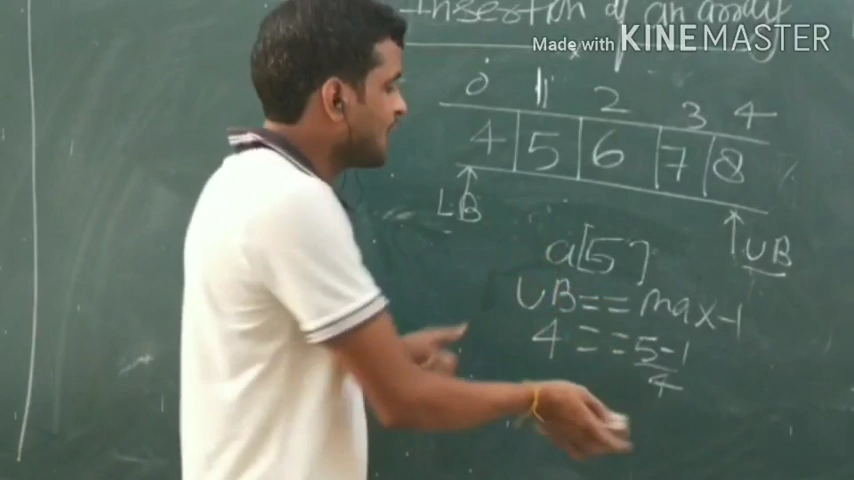 Insertion of an array
Made with KINEMASTER
0 1 2 3 4
4 5 6 7 8
LB
UB
a[5]
UB==max-1
4==5-1
4